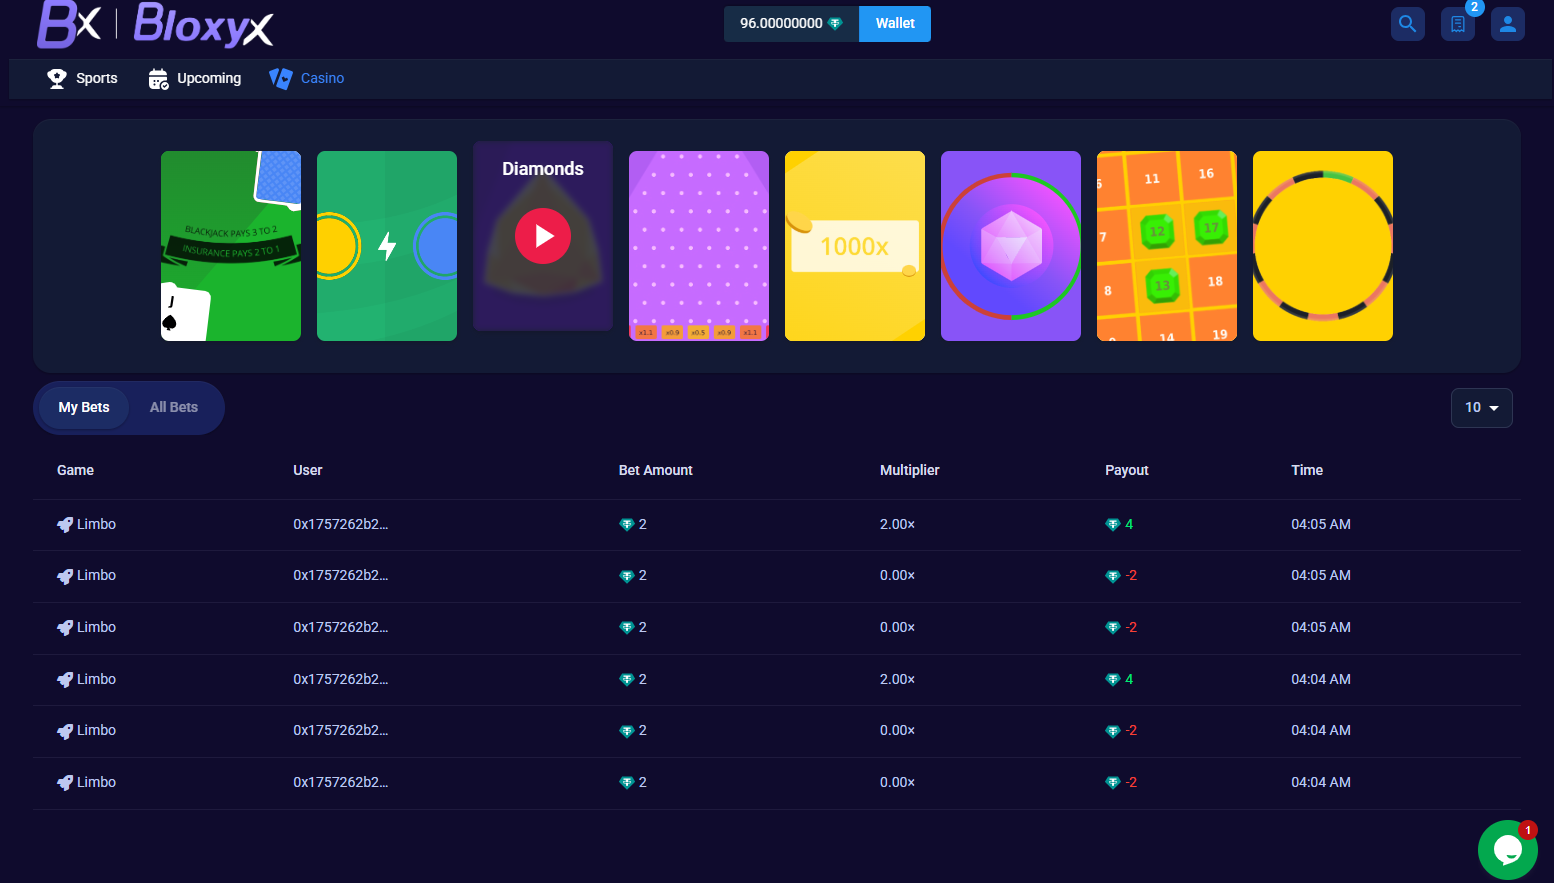 Bx | Bloxyx
96.00000000 Wallet
2
Sports Upcoming Casino
BLACKJACK PAYS 3 TO 2
INSURANCE PAYS 2 TO 1
J
Diamonds
x1.1 x0.9 x0.5 x0.9 x1.1
1000x
11 16
7 12 17
8 13 18
14 19
My Bets All Bets
10
Game User Bet Amount Multiplier Payout Time
Limbo 0x1757262b2... 2 2.00× 4 04:05 AM
Limbo 0x1757262b2... 2 0.00× -2 04:05 AM
Limbo 0x1757262b2... 2 0.00× -2 04:05 AM
Limbo 0x1757262b2... 2 2.00× 4 04:04 AM
Limbo 0x1757262b2... 2 0.00× -2 04:04 AM
Limbo 0x1757262b2... 2 0.00× -2 04:04 AM
1